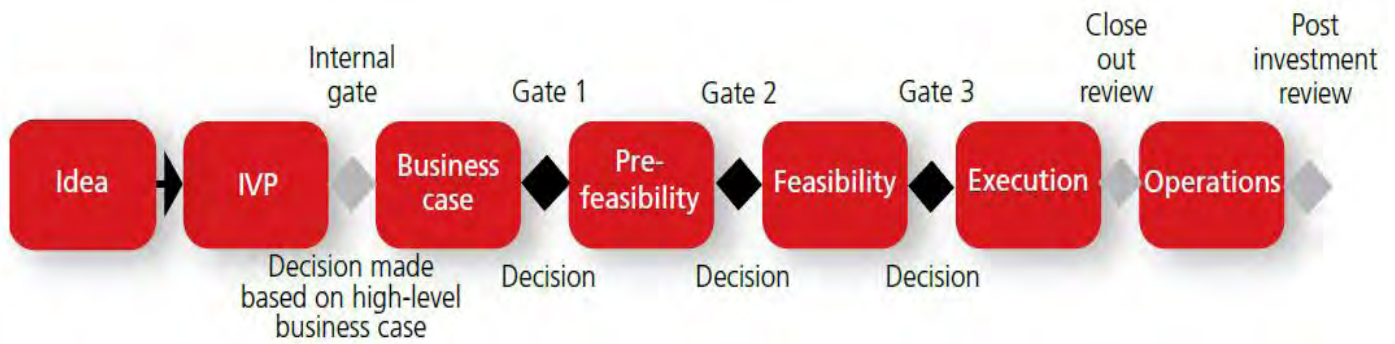 Internal
gate
Gate 1
Gate 2
Gate 3
Close
out
review
Post
investment
review
Idea
IVP
Business
case
Pre-
feasibility
Feasibility
Execution
Operations
Decision made
based on high-level
business case
Decision
Decision
Decision